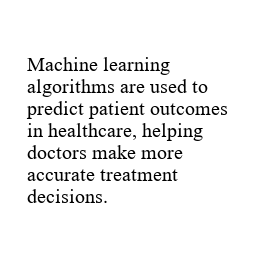 Machine learning
algorithms are used to
predict patient outcomes
in healthcare, helping
doctors make more
accurate treatment
decisions.